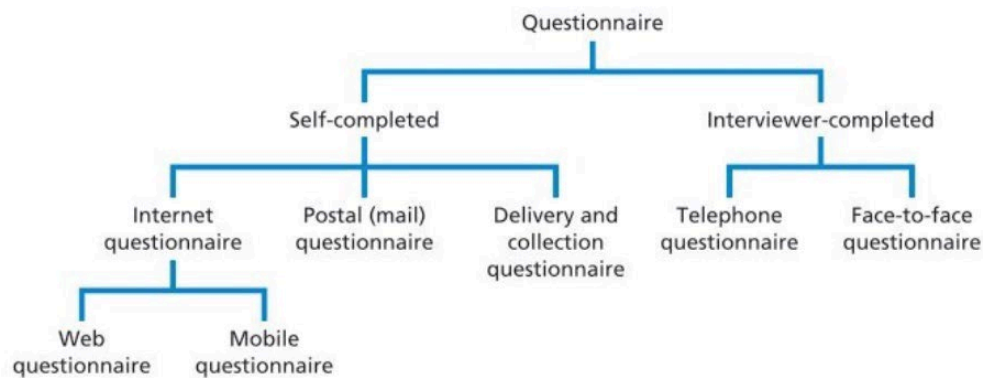 Questionnaire
Self-completed
Interviewer-completed
Internet
questionnaire
Postal (mail)
questionnaire
Delivery and
collection
questionnaire
Telephone
questionnaire
Face-to-face
questionnaire
Web
questionnaire
Mobile
questionnaire